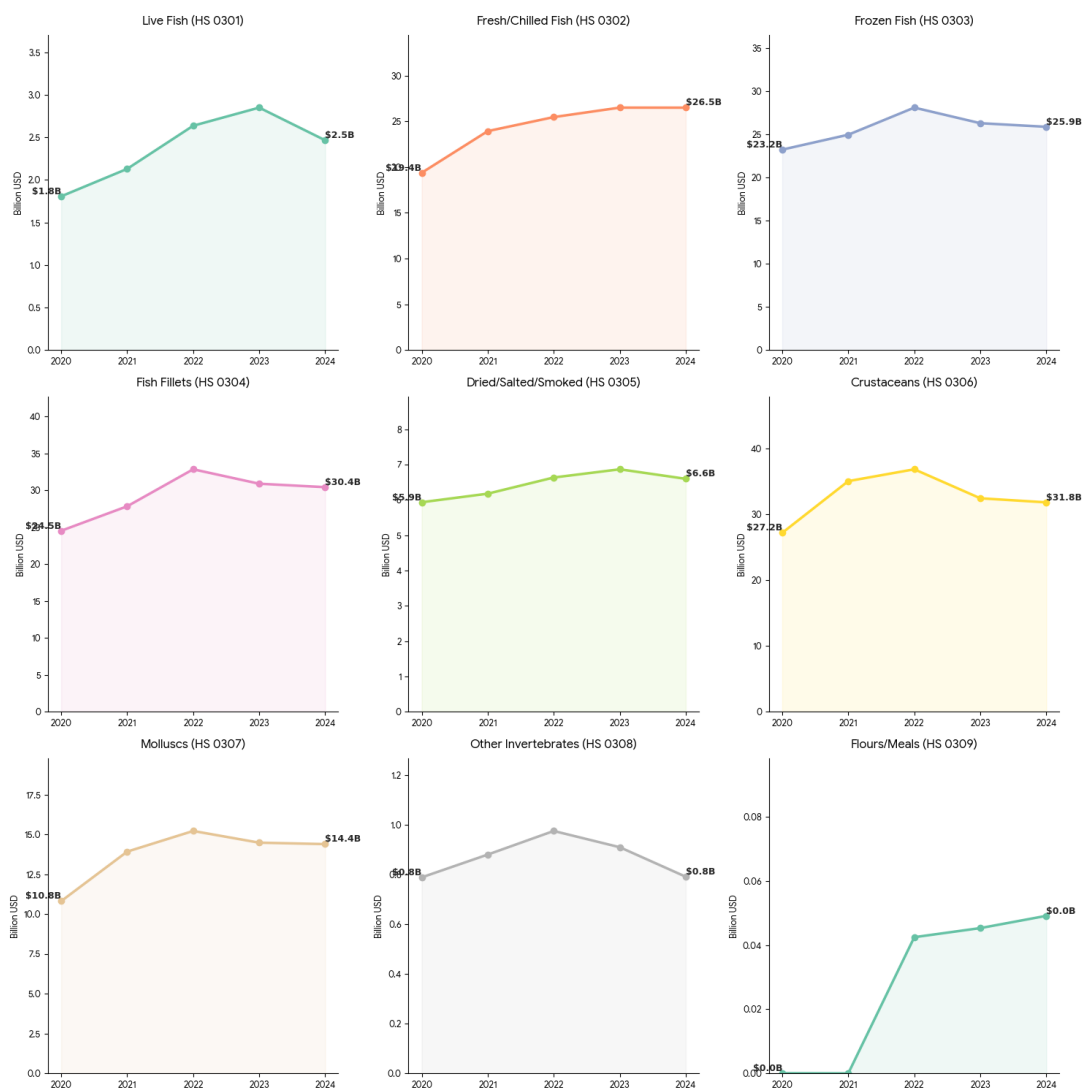 Live Fish (HS 0301)
Billion USD
3.5
3.0
2.5
2.0
1.5
1.0
0.5
0.0
$1.8B
$2.5B
2020 2021 2022 2023 2024
Fresh/Chilled Fish (HS 0302)
Billion USD
30
25
20
15
10
5
0
$19.4B
$26.5B
2020 2021 2022 2023 2024
Frozen Fish (HS 0303)
Billion USD
35
30
25
20
15
10
5
0
$23.2B
$25.9B
2020 2021 2022 2023 2024
Fish Fillets (HS 0304)
Billion USD
40
35
30
25
20
15
10
5
0
$24.5B
$30.4B
2020 2021 2022 2023 2024
Dried/Salted/Smoked (HS 0305)
Billion USD
8
7
6
5
4
3
2
1
0
$5.9B
$6.6B
2020 2021 2022 2023 2024
Crustaceans (HS 0306)
Billion USD
40
30
20
10
0
$27.2B
$31.8B
2020 2021 2022 2023 2024
Molluscs (HS 0307)
Billion USD
17.5
15.0
12.5
10.0
7.5
5.0
2.5
0.0
$10.8B
$14.4B
2020 2021 2022 2023 2024
Other Invertebrates (HS 0308)
Billion USD
1.2
1.0
0.8
0.6
0.4
0.2
0.0
$0.8B
$0.8B
2020 2021 2022 2023 2024
Flours/Meals (HS 0309)
Billion USD
0.08
0.06
0.04
0.02
0.00
$0.0B
$0.0B
2020 2021 2022 2023 2024